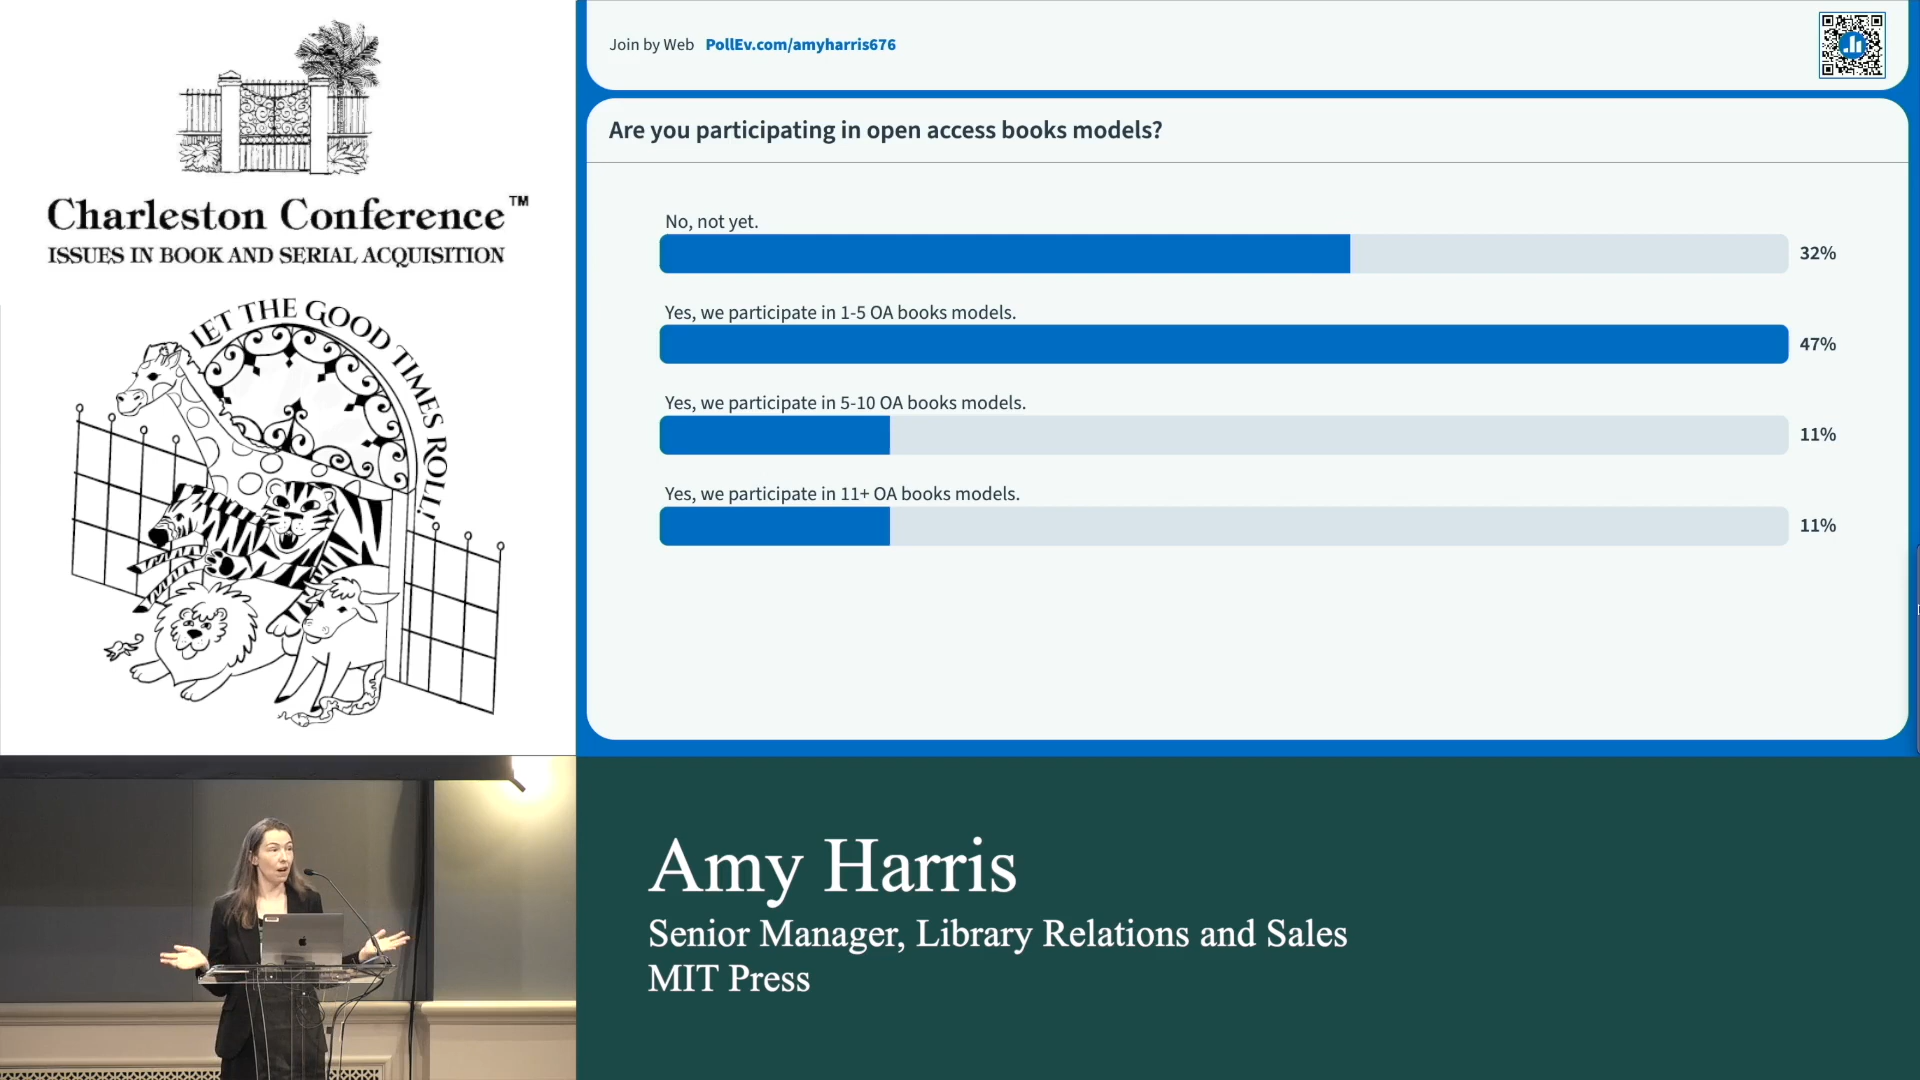 Charleston Conference™
ISSUES IN BOOK AND SERIAL ACQUISITION
LET THE GOOD TIMES ROLL!
Join by Web PollEv.com/amyharris676
Are you participating in open access books models?
No, not yet.
32%
Yes, we participate in 1-5 OA books models.
47%
Yes, we participate in 5-10 OA books models.
11%
Yes, we participate in 11+ OA books models.
11%
Amy Harris
Senior Manager, Library Relations and Sales
MIT Press